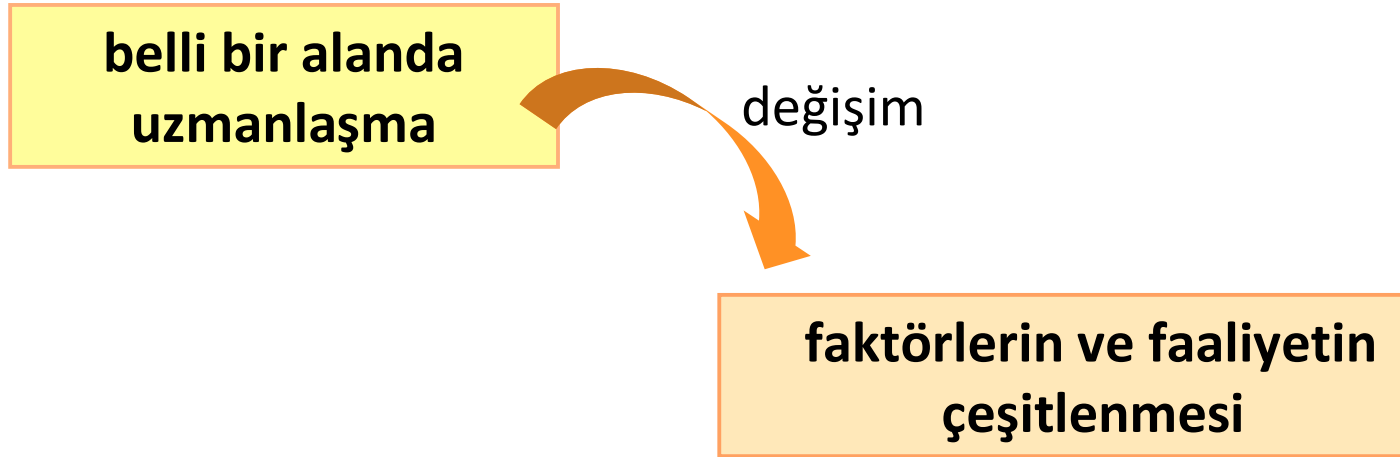 belli bir alanda
uzmanlaşma
değişim
faktörlerin ve faaliyetin
çeşitlenmesi